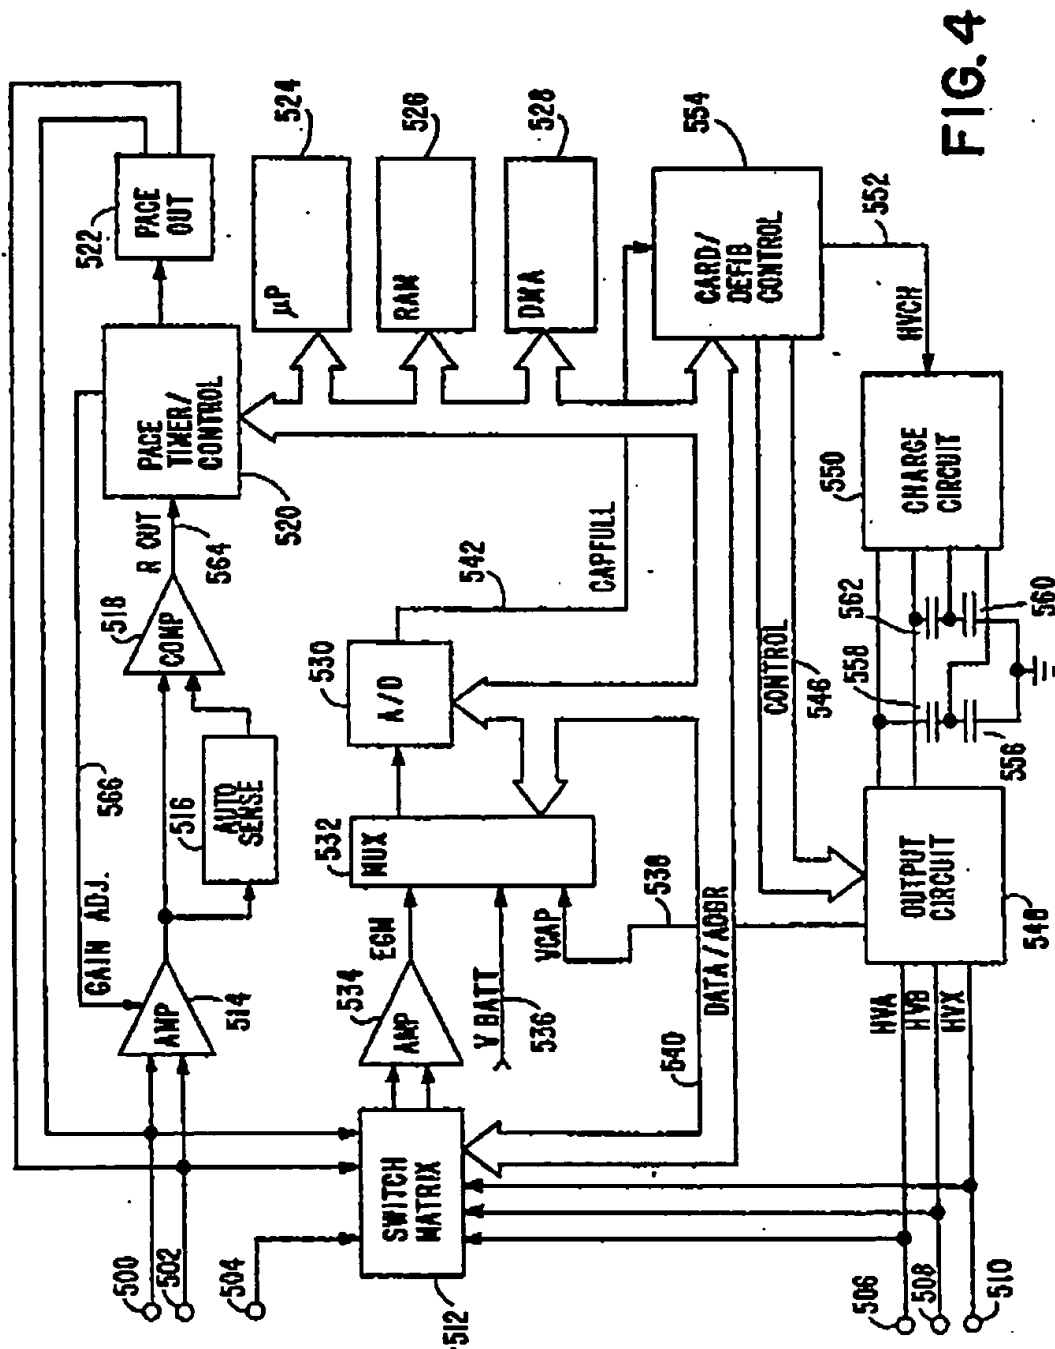 500
502
504
GAIN ADJ.
566
AMP
514
516
AUTO
SENSE
518
COMP
R OUT
564
PACE
TIMER/
CONTROL
520
522
PACE
OUT
524
µP
526
RAM
528
DMA
512
SWITCH
MATRIX
534
AMP
EGM
V BATT
536
VCAP
538
532
MUX
530
A/D
542
CAPFULL
540
DATA/ADDR
CONTROL
546
554
CARD/
DEFIB
CONTROL
552
HVCH
506
508
510
HVA
HVB
HVX
OUTPUT
CIRCUIT
548
558
562
556
560
550
CHARGE
CIRCUIT
FIG. 4